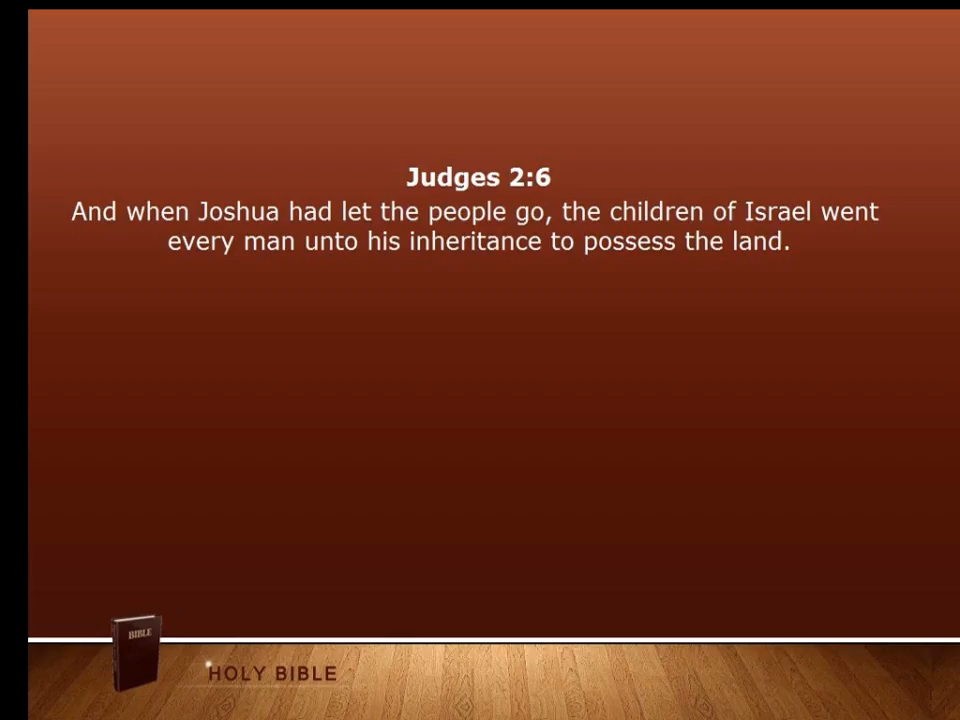 Judges 2:6
And when Joshua had let the people go, the children of Israel went
every man unto his inheritance to possess the land.
BIBLE
HOLY BIBLE